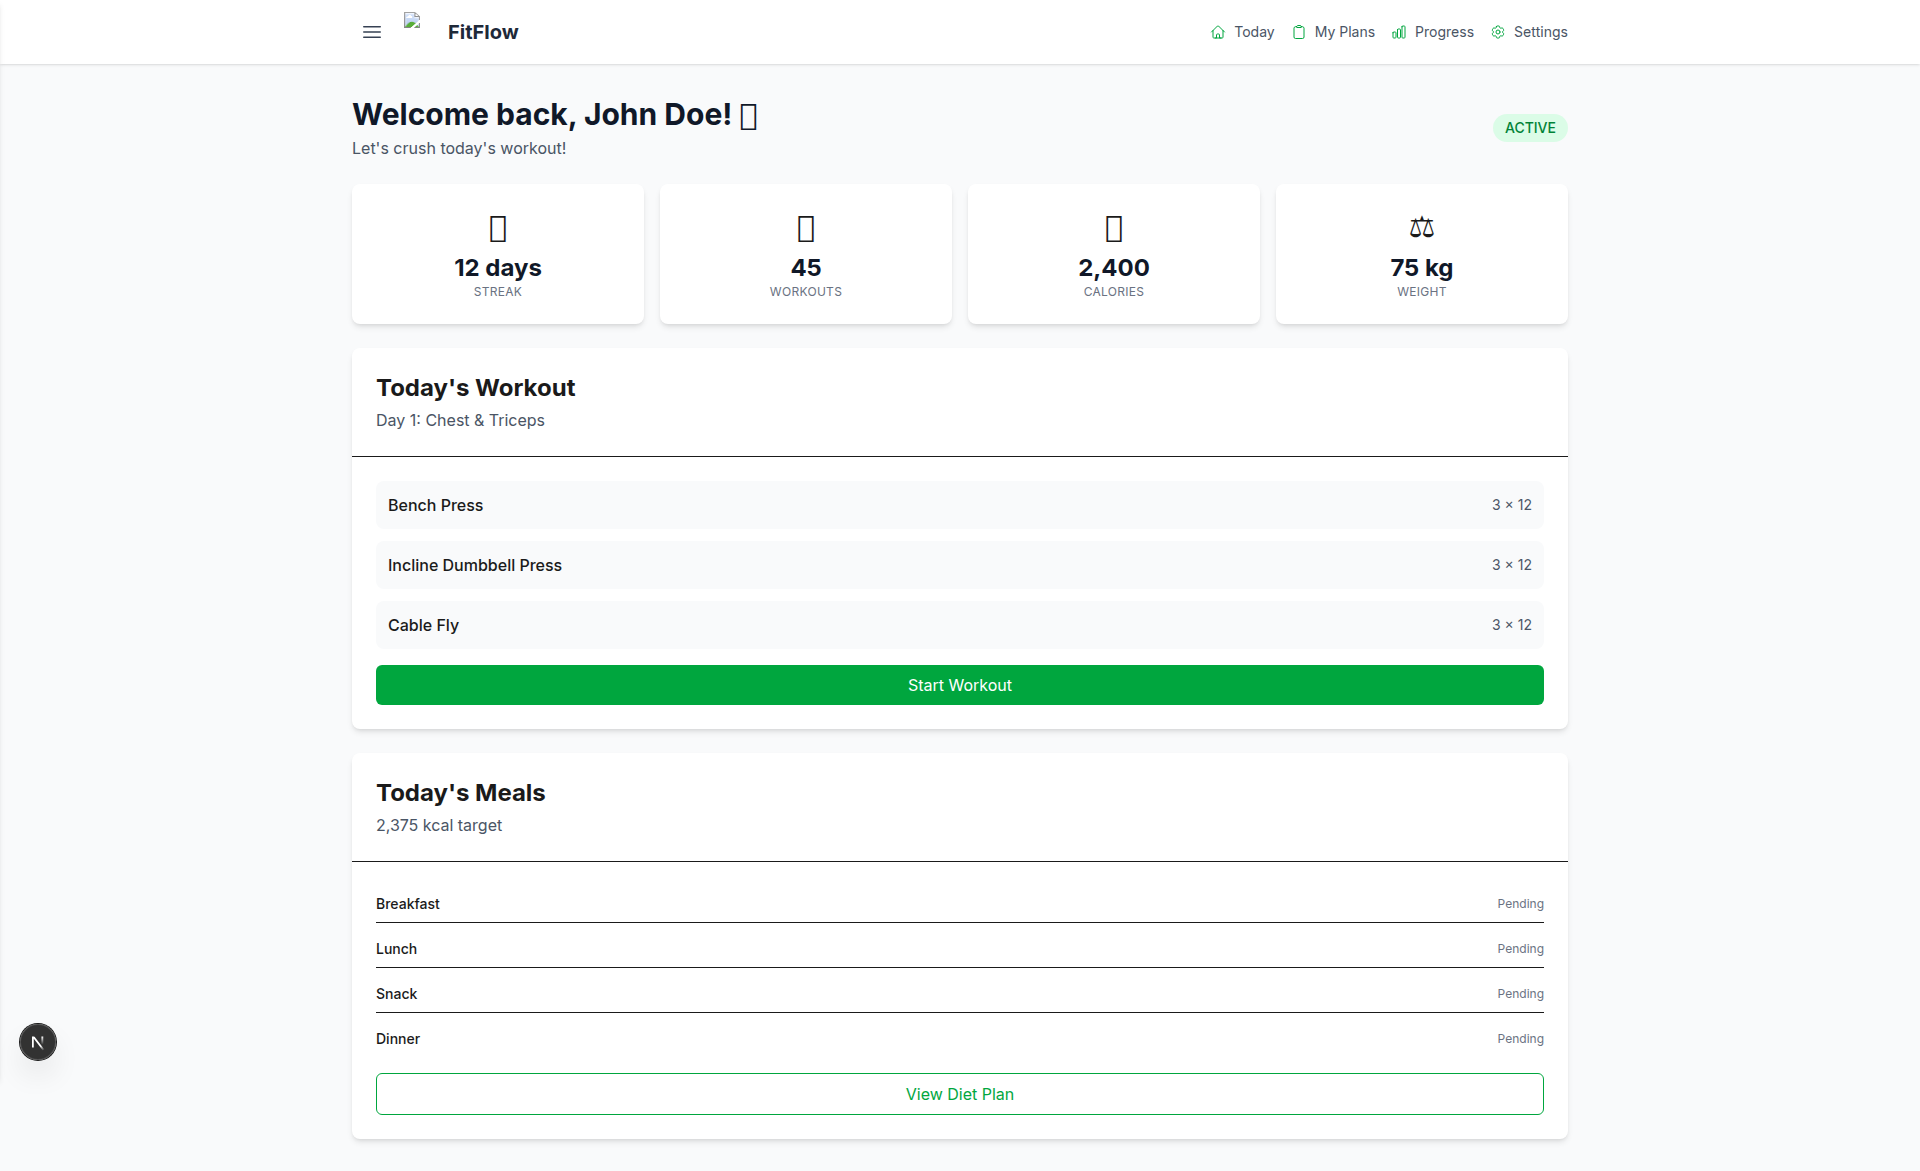 FitFlow
Today
My Plans
Progress
Settings
Welcome back, John Doe!
Let's crush today's workout!
ACTIVE
12 days
STREAK
45
WORKOUTS
2,400
CALORIES
75 kg
WEIGHT
Today's Workout
Day 1: Chest & Triceps
Bench Press
3 × 12
Incline Dumbbell Press
3 × 12
Cable Fly
3 × 12
Start Workout
Today's Meals
2,375 kcal target
Breakfast
Pending
Lunch
Pending
Snack
Pending
Dinner
Pending
View Diet Plan